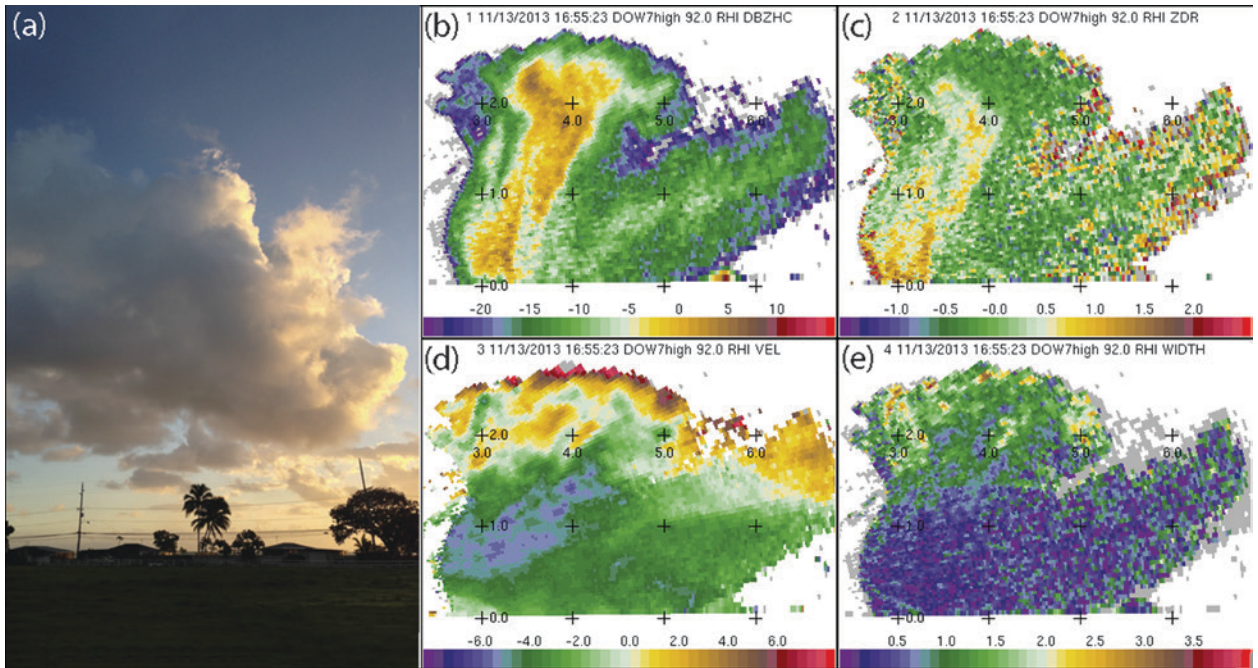 (a)
(b)
1 11/13/2013 16:55:23 DOW7high 92.0 RHI DBZHC
2.0
3.0 4.0 5.0 6.0
1.0
0.0
-20 -15 -10 -5 0 5 10
(c)
2 11/13/2013 16:55:23 DOW7high 92.0 RHI ZDR
2.0
3.0 4.0 5.0 6.0
1.0
0.0
-1.0 -0.5 0.0 0.5 1.0 1.5 2.0
(d)
3 11/13/2013 16:55:23 DOW7high 92.0 RHI VEL
2.0
3.0 4.0 5.0 6.0
1.0
0.0
-6.0 -4.0 -2.0 0.0 2.0 4.0 6.0
(e)
4 11/13/2013 16:55:23 DOW7high 92.0 RHI WIDTH
2.0
3.0 4.0 5.0 6.0
1.0
0.0
0.5 1.0 1.5 2.0 2.5 3.0 3.5